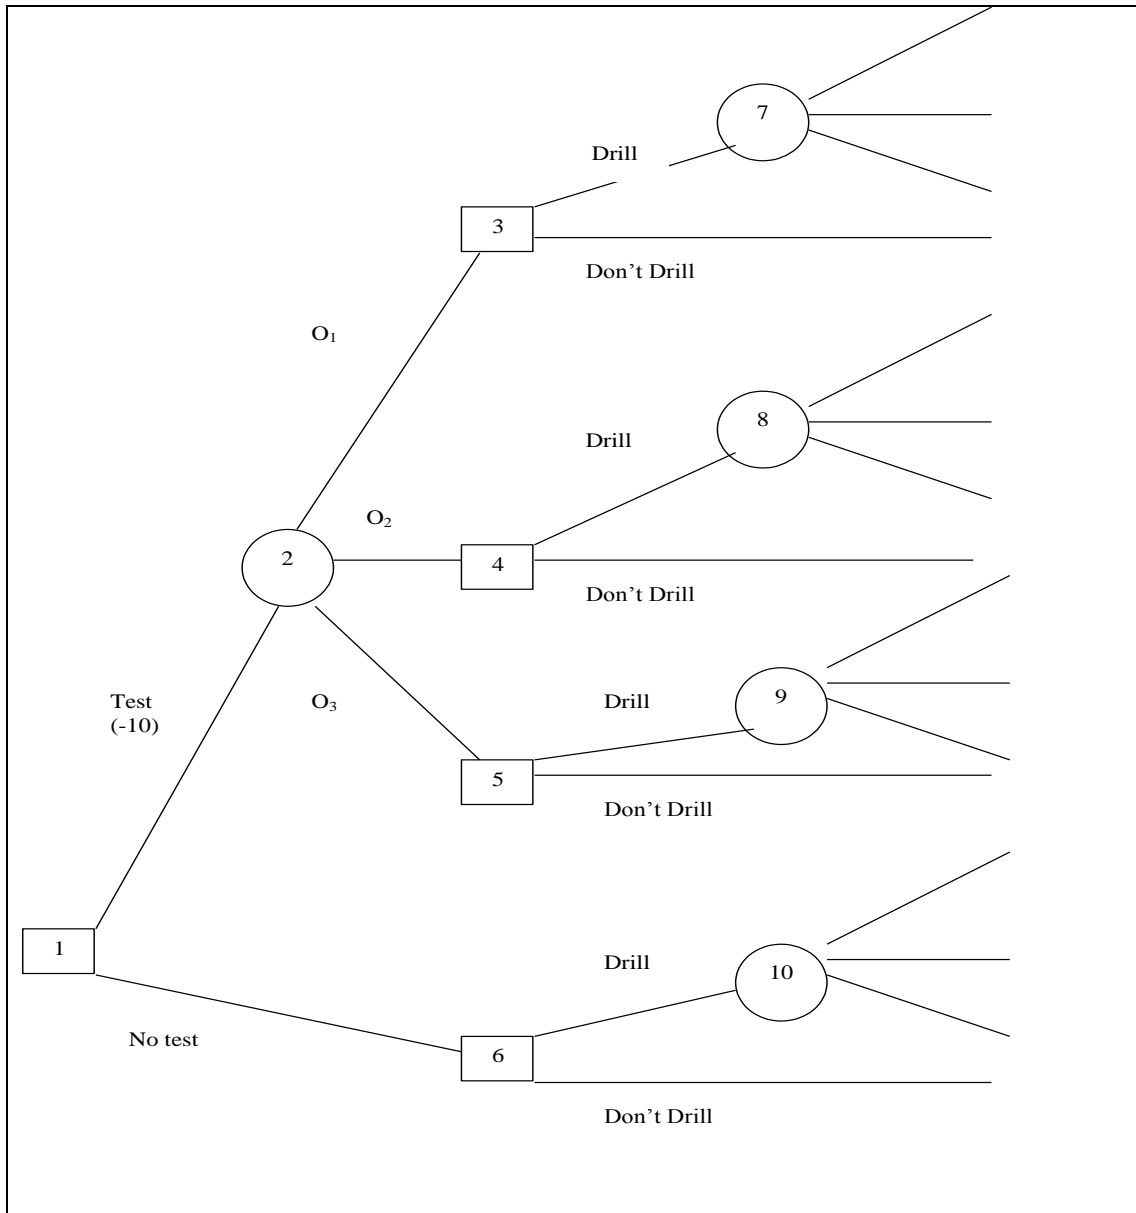 7
Drill
3
Don't Drill
O₁
8
Drill
O₂
2
4
Don't Drill
9
Test
(-10)
O₃
Drill
5
Don't Drill
1
Drill
10
No test
6
Don't Drill